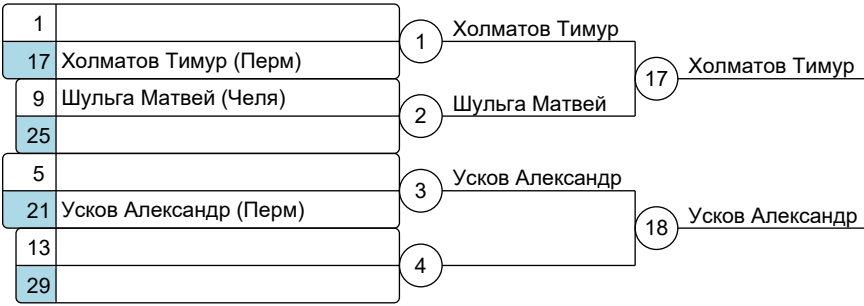 1
17 Холматов Тимур (Перм)
1 Холматов Тимур
9 Шульга Матвей (Челя)
25
2 Шульга Матвей
17 Холматов Тимур
5
21 Усков Александр (Перм)
3 Усков Александр
13
29
4
18 Усков Александр